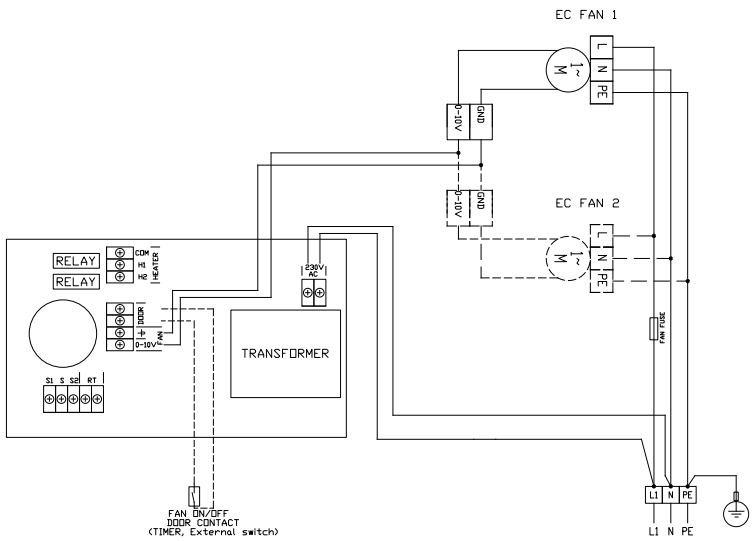 EC FAN 1
L
N
PE
1~
M
0-10V
GND
EC FAN 2
0-10V
GND
L
N
PE
1~
M
RELAY
RELAY
COM
H1
H2
HEATER
230V
AC
DOOR
FAN
0-10V
TRANSFORMER
FAN FUSE
S1 S S2 RT
L1 N PE
L1 N PE
FAN ON/OFF
DOOR CONTACT
(TIMER, External switch)